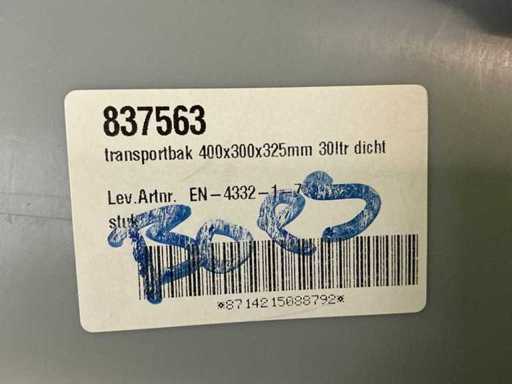 837563
transportbak 400x300x325mm 30ltr dicht
Lev.Artnr. EN-4332-1-7
stuk
*8714215088792*